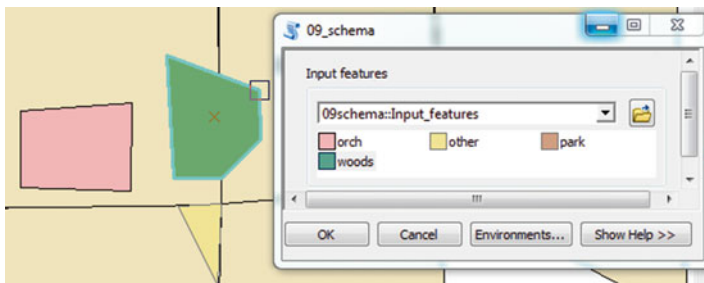 09_schema
Input features
09schema::Input_features
orch other park
woods
OK Cancel Environments... Show Help >>